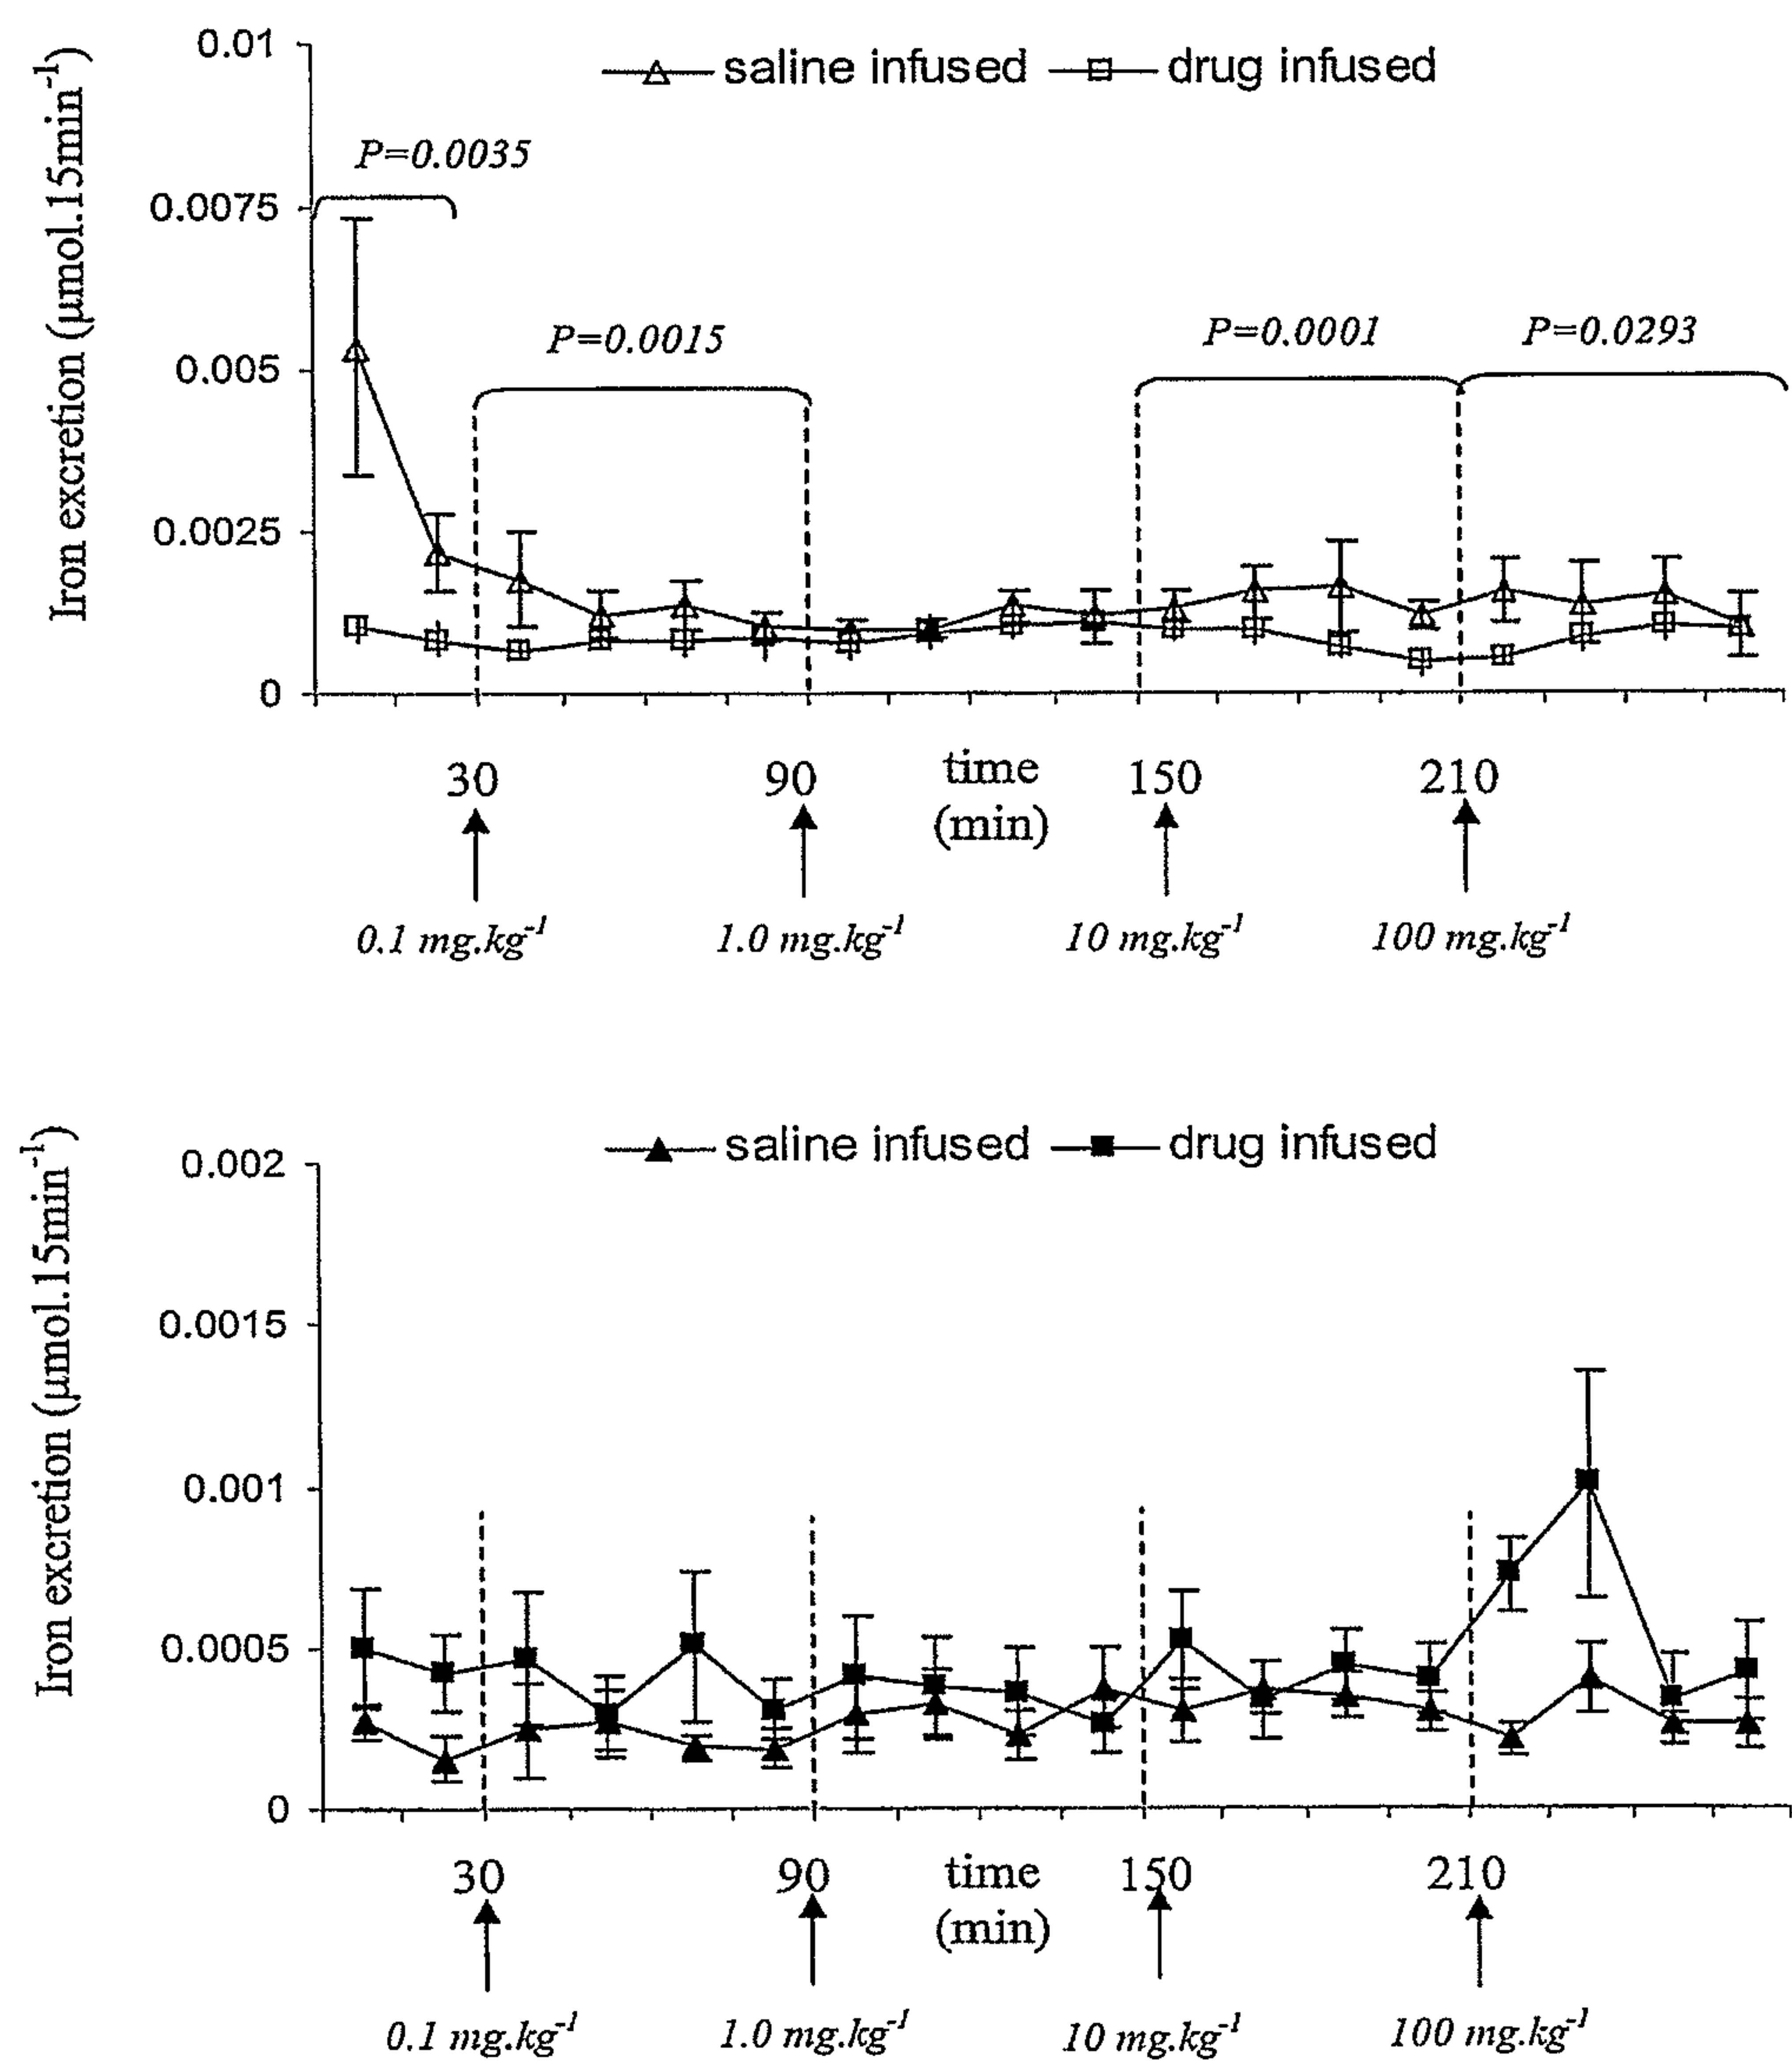 0.01
saline infused drug infused
P=0.0035
0.0075
P=0.0015 P=0.0001 P=0.0293
0.005
0.0025
0
Iron excretion (µmol.15min⁻¹)
30 90 time (min) 150 210
0.1 mg.kg⁻¹ 1.0 mg.kg⁻¹ 10 mg.kg⁻¹ 100 mg.kg⁻¹
saline infused drug infused
0.002
0.0015
0.001
0.0005
0
Iron excretion (µmol.15min⁻¹)
30 90 time (min) 150 210
0.1 mg.kg⁻¹ 1.0 mg.kg⁻¹ 10 mg.kg⁻¹ 100 mg.kg⁻¹